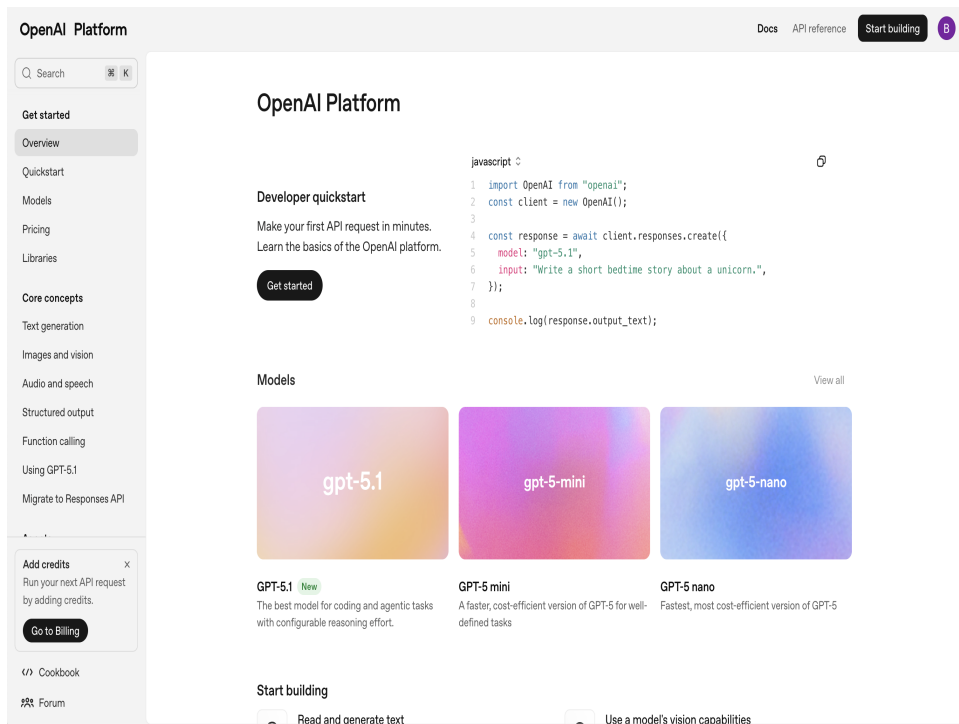 OpenAI Platform
Docs
API reference
Start building
B
Search
⌘ K
Get started
Overview
Quickstart
Models
Pricing
Libraries
Core concepts
Text generation
Images and vision
Audio and speech
Structured output
Function calling
Using GPT-5.1
Migrate to Responses API
Add credits
x
Run your next API request
by adding credits.
Go to Billing
Cookbook
Forum
OpenAI Platform
Developer quickstart
Make your first API request in minutes.
Learn the basics of the OpenAI platform.
Get started
javascript
1 import OpenAI from "openai";
2 const client = new OpenAI();
3
4 const response = await client.responses.create({
5 model: "gpt-5.1",
6 input: "Write a short bedtime story about a unicorn.",
7 });
8
9 console.log(response.output_text);
Models
View all
gpt-5.1
gpt-5-mini
gpt-5-nano
GPT-5.1 New
The best model for coding and agentic tasks
with configurable reasoning effort.
GPT-5 mini
A faster, cost-efficient version of GPT-5 for well-
defined tasks
GPT-5 nano
Fastest, most cost-efficient version of GPT-5
Start building
Read and generate text
Use a model's vision capabilities